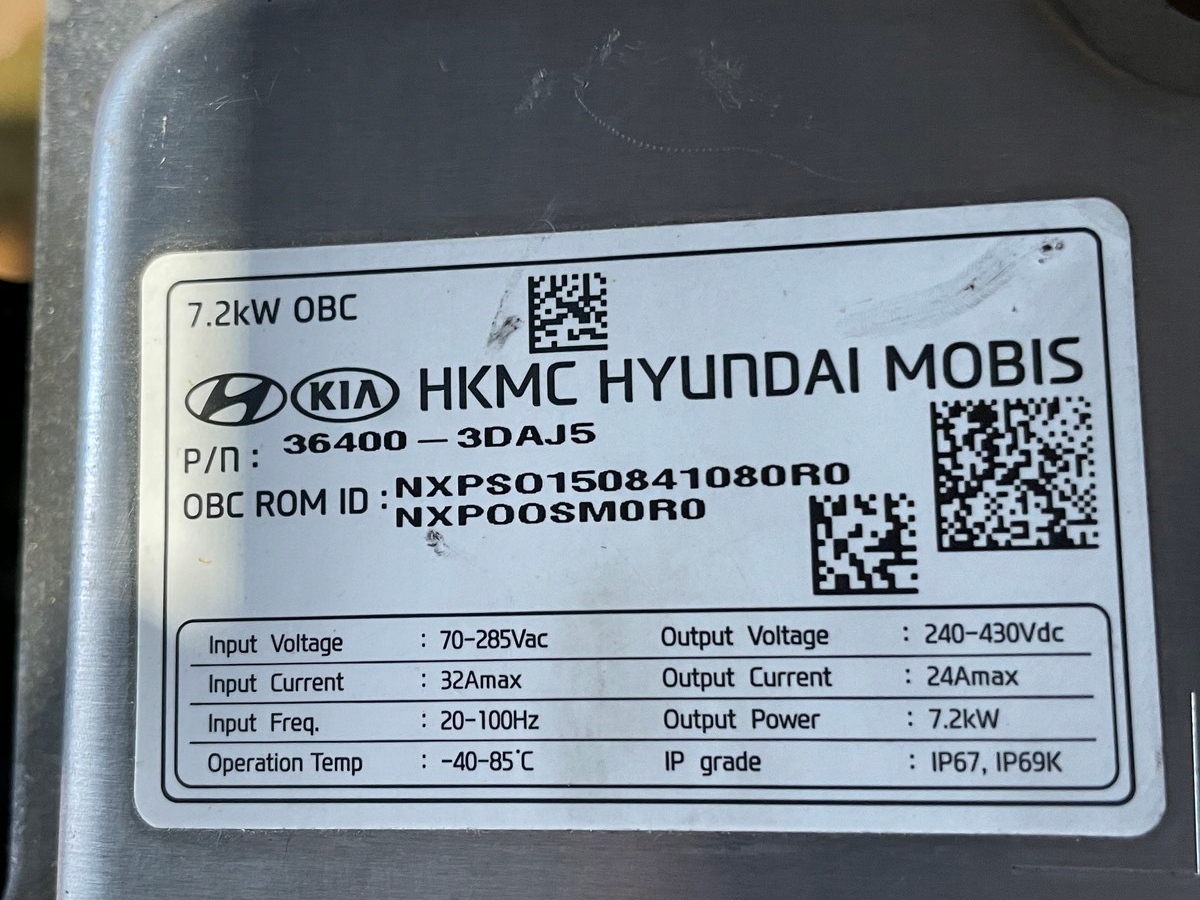 7.2kW OBC
KIA HKMC HYUNDAI MOBIS
P/N : 36400 – 3DAJ5
OBC ROM ID : NXPSO150841080R0
NXPOOSM0R0
Input Voltage : 70-285Vac Output Voltage : 240-430Vdc
Input Current : 32Amax Output Current : 24Amax
Input Freq. : 20-100Hz Output Power : 7.2kW
Operation Temp : -40-85°C IP grade : IP67, IP69K